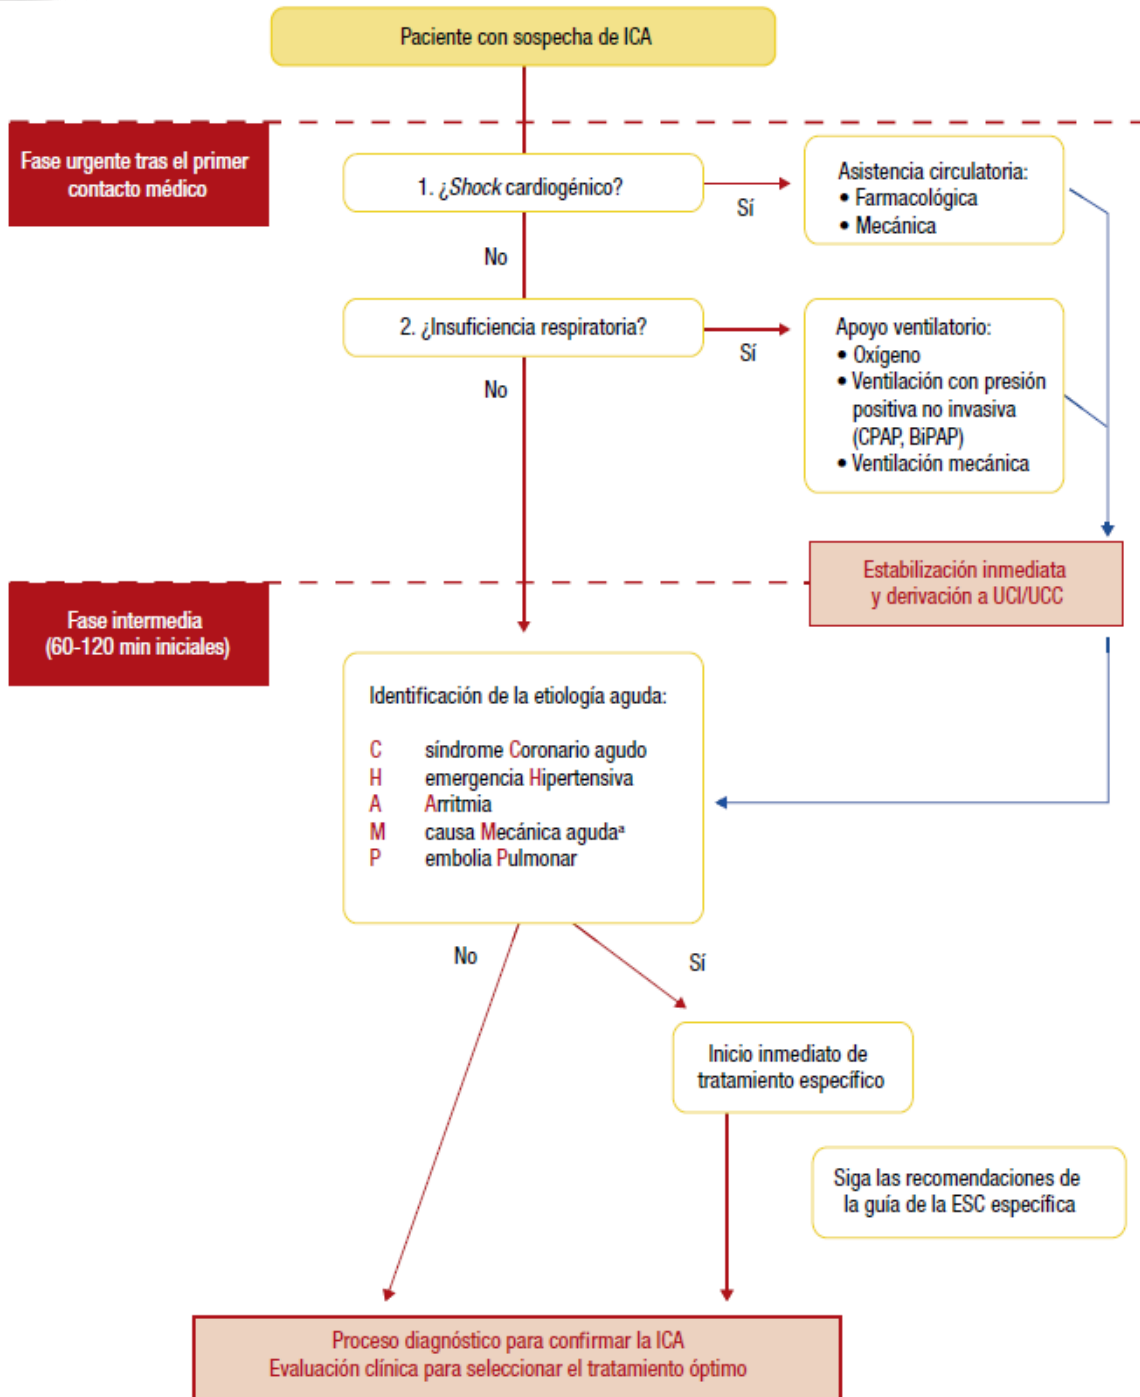 Paciente con sospecha de ICA
Fase urgente tras el primer
contacto médico
1. ¿Shock cardiogénico?
Sí
Asistencia circulatoria:
• Farmacológica
• Mecánica
No
2. ¿Insuficiencia respiratoria?
Sí
Apoyo ventilatorio:
• Oxígeno
• Ventilación con presión
positiva no invasiva
(CPAP, BiPAP)
• Ventilación mecánica
No
Estabilización inmediata
y derivación a UCI/UCC
Fase intermedia
(60-120 min iniciales)
Identificación de la etiología aguda:
C síndrome Coronario agudo
H emergencia Hipertensiva
A Arritmia
M causa Mecánica agudaª
P embolia Pulmonar
No
Sí
Inicio inmediato de
tratamiento específico
Siga las recomendaciones de
la guía de la ESC específica
Proceso diagnóstico para confirmar la ICA
Evaluación clínica para seleccionar el tratamiento óptimo